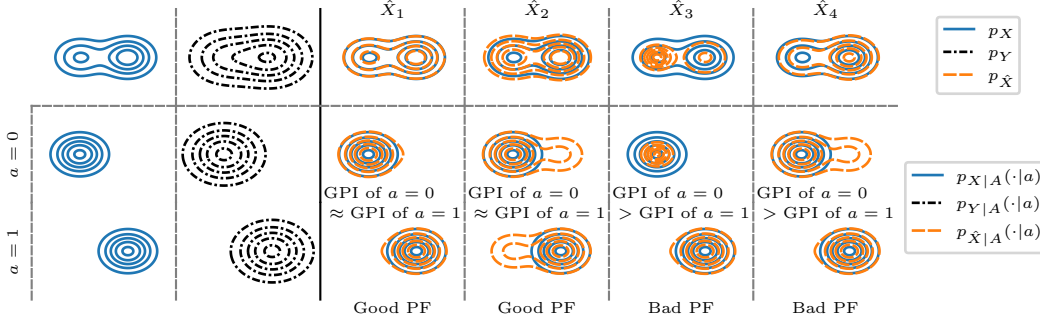 X̂₁ X̂₂ X̂₃ X̂₄
p_X
p_Y
p_X̂
a = 0
GPI of a = 0 GPI of a = 0 GPI of a = 0 GPI of a = 0
≈ GPI of a = 1 ≈ GPI of a = 1 > GPI of a = 1 > GPI of a = 1
p_{X|A}(·|a)
p_{Y|A}(·|a)
p_{X̂|A}(·|a)
a = 1
Good PF Good PF Bad PF Bad PF